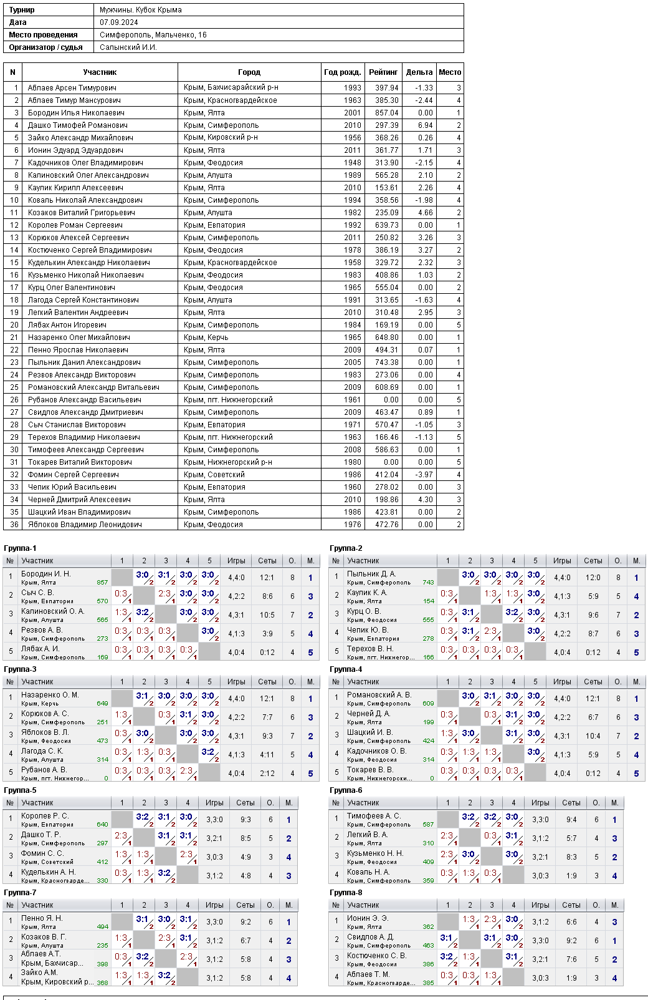 Турнир Мужчины. Кубок Крыма
Дата 07.09.2024
Место проведения Симферополь, Мальченко, 16
Организатор / судья Салынский И.И.
N Участник Город Год рожд. Рейтинг Дельта Место
1 Аблаев Арсен Тимурович Крым, Бахчисарайский р-н 1993 397.94 -1.33 3
2 Аблаев Тимур Мансурович Крым, Красногвардейское 1963 385.30 -2.44 4
3 Бородин Илья Николаевич Крым, Ялта 2001 857.04 0.00 1
4 Дашко Тимофей Романович Крым, Симферополь 2010 297.39 6.94 2
5 Зайко Александр Михайлович Крым, Кировский р-н 1956 368.26 0.26 4
6 Ионин Эдуард Эдуардович Крым, Ялта 2011 361.77 1.71 3
7 Кадочников Олег Владимирович Крым, Феодосия 1948 313.90 -2.15 4
8 Калиновский Олег Александрович Крым, Алушта 1989 565.28 2.10 2
9 Каулик Кирилл Алексеевич Крым, Ялта 2010 153.61 2.26 4
10 Коваль Николай Александрович Крым, Симферополь 1994 358.56 -1.98 4
11 Козаков Виталий Григорьевич Крым, Алушта 1982 235.09 4.66 2
12 Королев Роман Сергеевич Крым, Евпатория 1992 639.73 0.00 1
13 Корюков Алексей Сергеевич Крым, Симферополь 2011 250.82 3.26 3
14 Костюченко Сергей Владимирович Крым, Феодосия 1978 386.19 3.27 2
15 Куделькин Александр Николаевич Крым, Красногвардейское 1958 329.72 2.32 3
16 Кузьменко Николай Николаевич Крым, Феодосия 1983 408.86 1.03 2
17 Курц Олег Валентинович Крым, Феодосия 1965 555.04 0.00 2
18 Лагода Сергей Константинович Крым, Алушта 1991 313.65 -1.63 4
19 Легкий Валентин Андреевич Крым, Ялта 2010 310.48 2.95 3
20 Лябах Антон Игоревич Крым, Симферополь 1984 169.19 0.00 5
21 Назаренко Олег Михайлович Крым, Керчь 1965 648.80 0.00 1
22 Пенно Ярослав Николаевич Крым, Ялта 2009 494.31 0.07 1
23 Пыльник Данил Александрович Крым, Симферополь 2005 743.38 0.00 1
24 Резвов Александр Викторович Крым, Симферополь 1983 273.06 0.00 4
25 Романовский Александр Витальевич Крым, Симферополь 2009 608.69 0.00 1
26 Рубанов Александр Васильевич Крым, пгт. Нижнегорский 1961 0.00 0.00 5
27 Свидлов Александр Дмитриевич Крым, Симферополь 2009 463.47 0.89 1
28 Сыч Станислав Викторович Крым, Евпатория 1971 570.47 -1.05 3
29 Терехов Владимир Николаевич Крым, пгт. Нижнегорский 1963 166.46 -1.13 5
30 Тимофеев Александр Сергеевич Крым, Симферополь 2008 586.63 0.00 1
31 Токарев Виталий Викторович Крым, Нижнегорский р-н 1980 0.00 0.00 5
32 Фомин Сергей Сергеевич Крым, Советский 1986 412.04 -3.97 4
33 Чепик Юрий Васильевич Крым, Евпатория 1960 278.02 0.00 3
34 Черней Дмитрий Алексеевич Крым, Ялта 2010 198.86 4.30 3
35 Шацкий Иван Владимирович Крым, Симферополь 1986 423.81 0.00 2
36 Яблоков Владимир Леонидович Крым, Феодосия 1976 472.76 0.00 2
Группа-1
№ Участник 1 2 3 4 5 Игры Сеты О. М.
1 Бородин И. Н. 3:0/2 3:1/2 3:0/2 3:0/2 4,4:0 12:1 8 1
Крым, Ялта 857
2 Сыч С. В. 0:3/1 2:3/1 3:0/2 3:0/2 4,2:2 8:6 6 3
Крым, Евпатория 570
3 Калиновский О. А. 1:3/1 3:2/2 3:0/2 3:0/2 4,3:1 10:5 7 2
Крым, Алушта 565
4 Резвов А. В. 0:3/1 0:3/1 0:3/1 3:0/2 4,1:3 3:9 5 4
Крым, Симферополь 273
5 Лябах А. И. 0:3/1 0:3/1 0:3/1 0:3/1 4,0:4 0:12 4 5
Крым, Симферополь 169
Группа-2
№ Участник 1 2 3 4 5 Игры Сеты О. М.
1 Пыльник Д. А. 3:0/2 3:0/2 3:0/2 3:0/2 4,4:0 12:0 8 1
Крым, Симферополь 743
2 Каулик К. А. 0:3/1 1:3/1 1:3/1 3:0/2 4,1:3 5:9 5 4
Крым, Ялта 154
3 Курц О. В. 0:3/1 3:1/2 3:2/2 3:0/2 4,3:1 9:6 7 2
Крым, Феодосия 555
4 Чепик Ю. В. 0:3/1 3:1/2 2:3/1 3:0/2 4,2:2 8:7 6 3
Крым, Евпатория 278
5 Терехов В. Н. 0:3/1 0:3/1 0:3/1 0:3/1 4,0:4 0:12 4 5
Крым, пгт. Нижнегор... 166
Группа-3
№ Участник 1 2 3 4 5 Игры Сеты О. М.
1 Назаренко О. М. 3:1/2 3:0/2 3:0/2 3:0/2 4,4:0 12:1 8 1
Крым, Керчь 649
2 Корюков А. С. 1:3/1 0:3/1 3:1/2 3:0/2 4,2:2 7:7 6 3
Крым, Симферополь 251
3 Яблоков В. Л. 0:3/1 3:0/2 3:0/2 3:0/2 4,3:1 9:3 7 2
Крым, Феодосия 473
4 Лагода С. К. 0:3/1 1:3/1 0:3/1 3:2/2 4,1:3 4:11 5 4
Крым, Алушта 314
5 Рубанов А. В. 0:3/1 0:3/1 0:3/1 2:3/1 4,0:4 2:12 4 5
Крым, пгт. Нижнегор... 0
Группа-4
№ Участник 1 2 3 4 5 Игры Сеты О. М.
1 Романовский А. В. 3:0/2 3:1/2 3:0/2 3:0/2 4,4:0 12:1 8 1
Крым, Симферополь 609
2 Черней Д. А. 0:3/1 0:3/1 3:1/2 3:0/2 4,2:2 6:7 6 3
Крым, Ялта 199
3 Шацкий И. В. 1:3/1 3:0/2 3:1/2 3:0/2 4,3:1 10:4 7 2
Крым, Симферополь 424
4 Кадочников О. В. 0:3/1 1:3/1 1:3/1 3:0/2 4,1:3 5:9 5 4
Крым, Феодосия 314
5 Токарев В. В. 0:3/1 0:3/1 0:3/1 0:3/1 4,0:4 0:12 4 5
Крым, Нижнегорски... 0
Группа-5
№ Участник 1 2 3 4 Игры Сеты О. М.
1 Королев Р. С. 3:2/2 3:1/2 3:0/2 3,3:0 9:3 6 1
Крым, Евпатория 640
2 Дашко Т. Р. 2:3/1 3:1/2 3:1/2 3,2:1 8:5 5 2
Крым, Симферополь 297
3 Фомин С. С. 1:3/1 1:3/1 2:3/1 3,0:3 4:9 3 4
Крым, Советский 412
4 Куделькин А. Н. 0:3/1 1:3/1 3:2/2 3,1:2 4:8 4 3
Крым, Красногварде... 330
Группа-6
№ Участник 1 2 3 4 Игры Сеты О. М.
1 Тимофеев А. С. 3:2/2 3:2/2 3:0/2 3,3:0 9:4 6 1
Крым, Симферополь 587
2 Легкий В. А. 2:3/1 0:3/1 3:1/2 3,1:2 5:7 4 3
Крым, Ялта 310
3 Кузьменко Н. Н. 2:3/1 3:0/2 3:0/2 3,2:1 8:3 5 2
Крым, Феодосия 409
4 Коваль Н. А. 0:3/1 1:3/1 0:3/1 3,0:3 1:9 3 4
Крым, Симферополь 359
Группа-7
№ Участник 1 2 3 4 Игры Сеты О. М.
1 Пенно Я. Н. 3:1/2 3:0/2 3:1/2 3,3:0 9:2 6 1
Крым, Ялта 494
2 Козаков В. Г. 1:3/1 2:3/1 3:1/2 3,1:2 6:7 4 2
Крым, Алушта 235
3 Аблаев А.Т. 0:3/1 3:2/2 2:3/1 3,1:2 5:8 4 3
Крым, Бахчисар... 398
4 Зайко А.М. 1:3/1 1:3/1 3:2/2 3,1:2 5:8 4 4
Крым, Кировский р... 368
Группа-8
№ Участник 1 2 3 4 Игры Сеты О. М.
1 Ионин Э. Э. 1:3/1 2:3/1 3:0/2 3,1:2 6:6 4 3
Крым, Ялта 362
2 Свидлов А. Д. 3:1/2 3:1/2 3:0/2 3,3:0 9:2 6 1
Крым, Симферополь 463
3 Костюченко С. В. 3:2/2 1:3/1 3:1/2 3,2:1 7:6 5 2
Крым, Феодосия 386
4 Аблаев Т. М. 0:3/1 0:3/1 1:3/1 3,0:3 1:9 3 4
Крым, Красногварде... 385